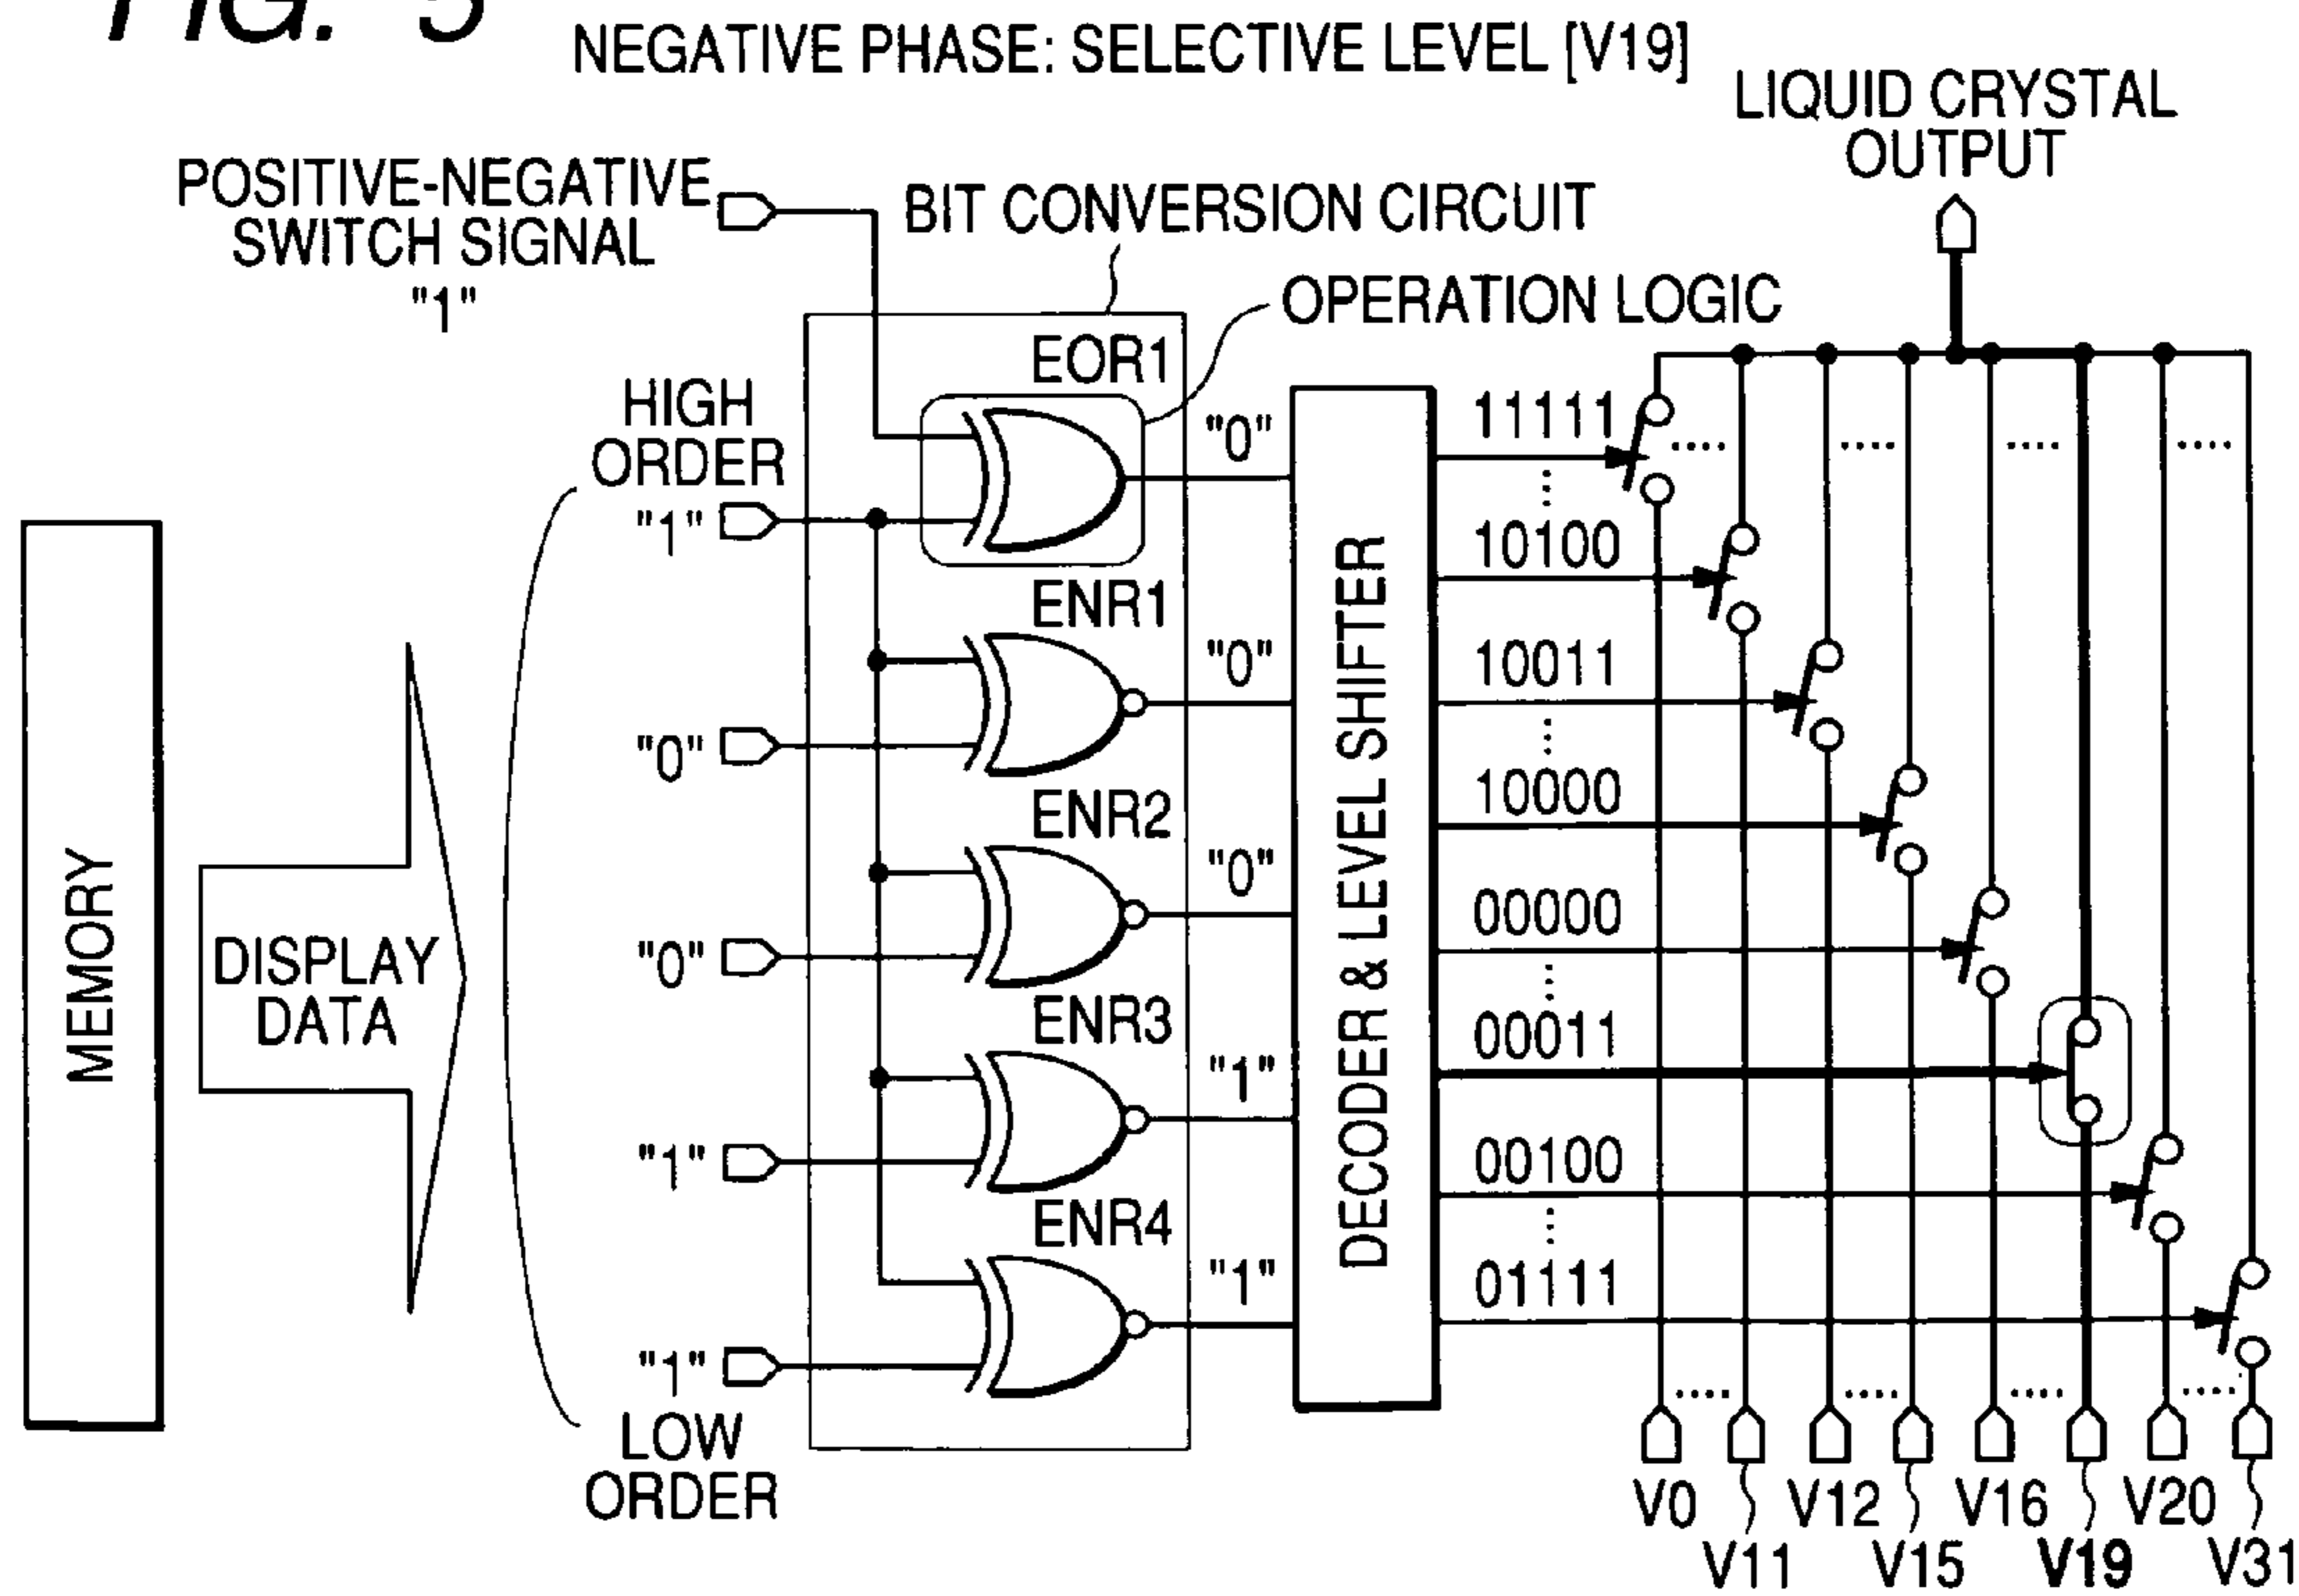 FIG. 5
NEGATIVE PHASE: SELECTIVE LEVEL [V19]
LIQUID CRYSTAL
OUTPUT
POSITIVE-NEGATIVE
SWITCH SIGNAL
"1"
BIT CONVERSION CIRCUIT
OPERATION LOGIC
EOR1
HIGH
ORDER
"1"
"0"
11111
10100
ENR1
"0"
"0"
10011
ENR2
"0"
"0"
10000
00000
ENR3
"1"
"1"
00011
00100
ENR4
"1"
"1"
01111
LOW
ORDER
MEMORY
DISPLAY
DATA
DECODER & LEVEL SHIFTER
V0 V12 V16 V20
V11 V15 V19 V31